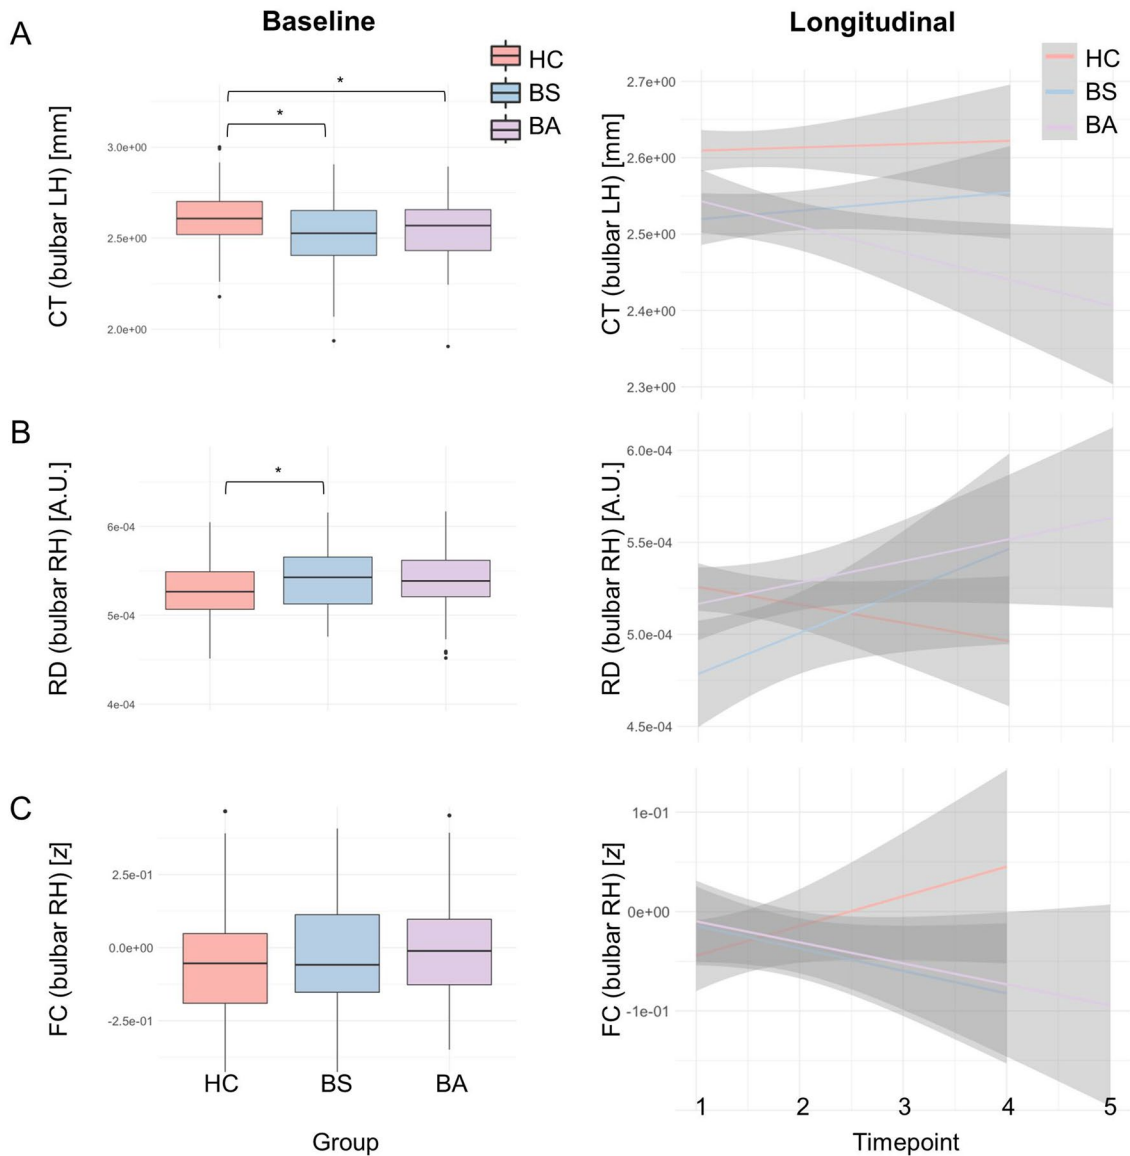 Baseline
Longitudinal
A
HC
BS
BA
*
*
CT (bulbar LH) [mm]
3.0e+00
2.5e+00
2.0e+00
HC
BS
BA
CT (bulbar LH) [mm]
2.7e+00
2.6e+00
2.5e+00
2.4e+00
2.3e+00
B
*
RD (bulbar RH) [A.U.]
6e-04
5e-04
4e-04
RD (bulbar RH) [A.U.]
6.0e-04
5.5e-04
5.0e-04
4.5e-04
C
FC (bulbar RH) [z]
2.5e-01
0.0e+00
-2.5e-01
HC BS BA
Group
FC (bulbar RH) [z]
1e-01
0e+00
-1e-01
1 2 3 4 5
Timepoint